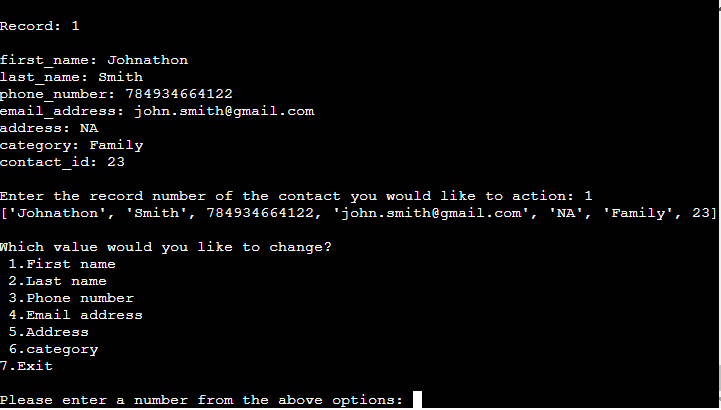 Record: 1
first_name: Johnathon
last_name: Smith
phone_number: 784934664122
email_address: john.smith@gmail.com
address: NA
category: Family
contact_id: 23
Enter the record number of the contact you would like to action: 1
['Johnathon', 'Smith', 784934664122, 'john.smith@gmail.com', 'NA', 'Family', 23]
Which value would you like to change?
1.First name
2.Last name
3.Phone number
4.Email address
5.Address
6.category
7.Exit
Please enter a number from the above options: